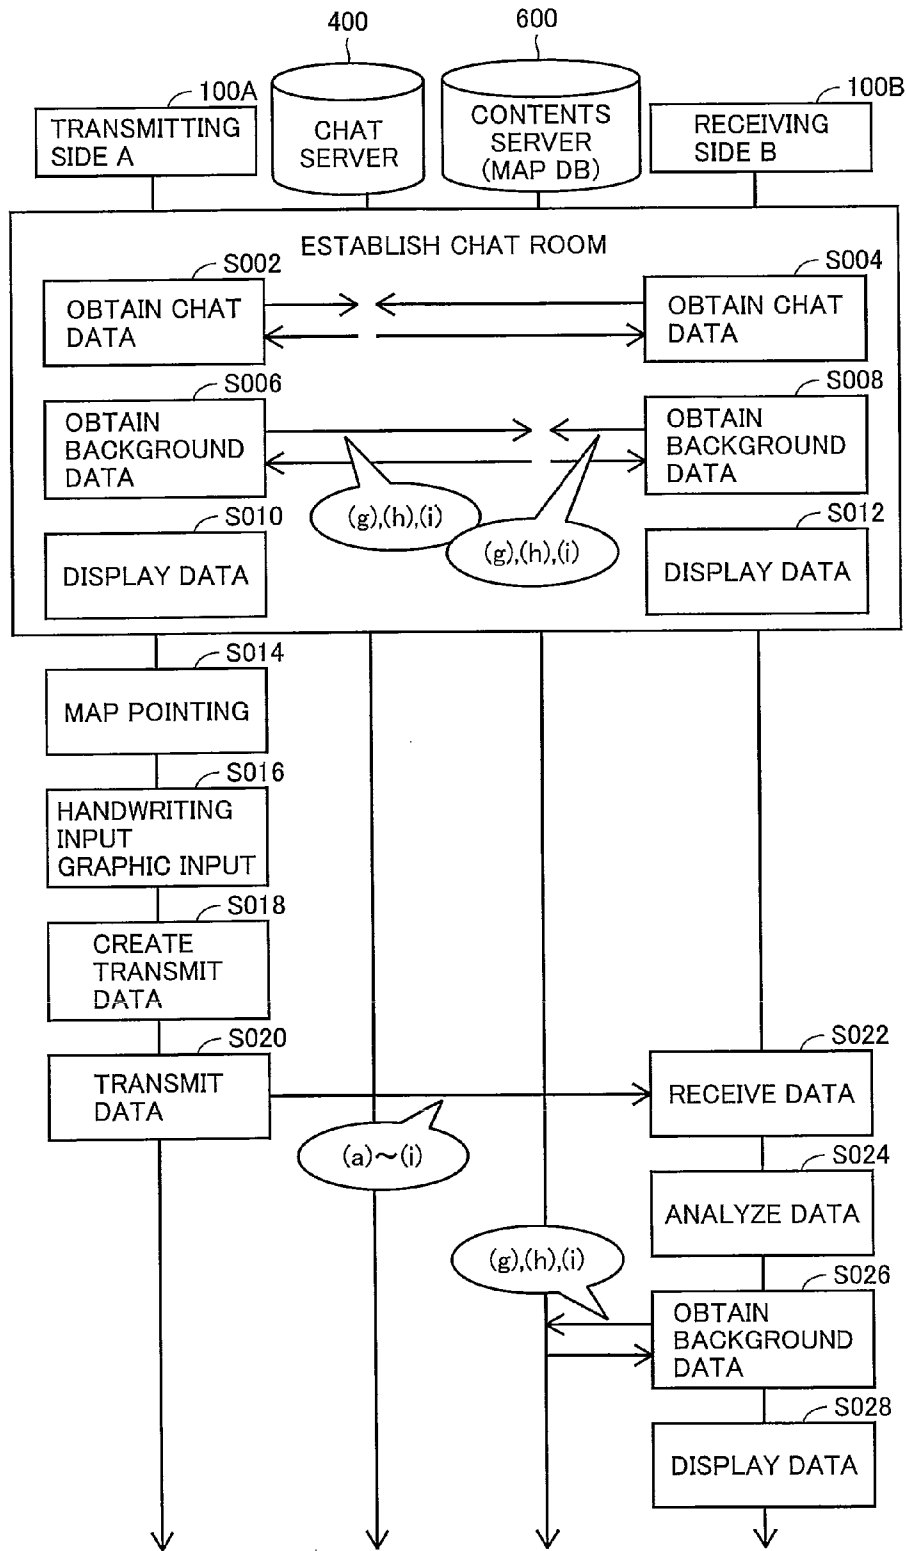 400
600
100A
100B
TRANSMITTING
SIDE A
CHAT
SERVER
CONTENTS
SERVER
(MAP DB)
RECEIVING
SIDE B
ESTABLISH CHAT ROOM
S002
S004
OBTAIN CHAT
DATA
OBTAIN CHAT
DATA
S006
S008
OBTAIN
BACKGROUND
DATA
OBTAIN
BACKGROUND
DATA
(g),(h),(i)
(g),(h),(i)
S010
S012
DISPLAY DATA
DISPLAY DATA
S014
MAP POINTING
S016
HANDWRITING
INPUT
GRAPHIC INPUT
S018
CREATE
TRANSMIT
DATA
S020
S022
TRANSMIT
DATA
RECEIVE DATA
(a)～(i)
S024
ANALYZE DATA
(g),(h),(i)
S026
OBTAIN
BACKGROUND
DATA
S028
DISPLAY DATA